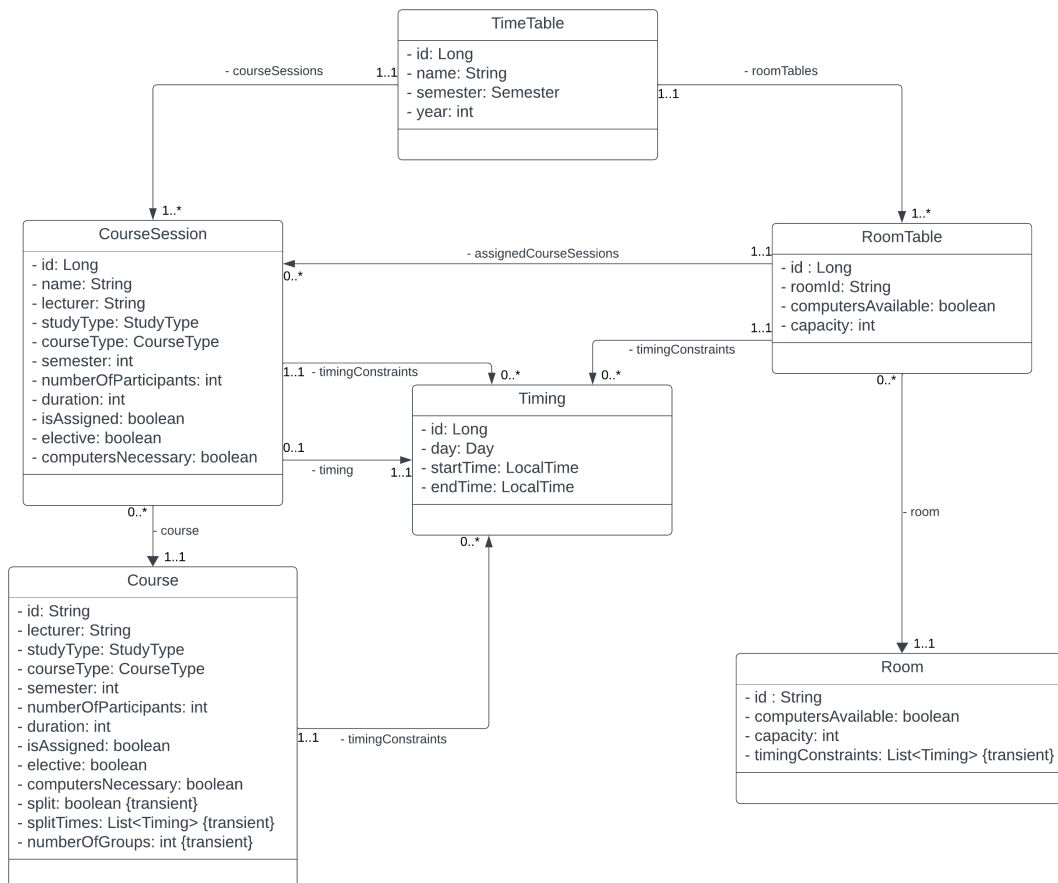 TimeTable
- id: Long
- name: String
- semester: Semester
- year: int
- courseSessions
1..1
- roomTables
1..1
1..*
1..*
CourseSession
- id: Long
- name: String
- lecturer: String
- studyType: StudyType
- courseType: CourseType
- semester: int
- numberOfParticipants: int
- duration: int
- isAssigned: boolean
- elective: boolean
- computersNecessary: boolean
- assignedCourseSessions
1..1
0..*
RoomTable
- id : Long
- roomId: String
- computersAvailable: boolean
- capacity: int
1..1
- timingConstraints
0..*
1..1
- timingConstraints
0..*
0..1
- timing
1..1
Timing
- id: Long
- day: Day
- startTime: LocalTime
- endTime: LocalTime
0..*
0..*
- room
1..1
0..*
- course
1..1
Course
- id: String
- lecturer: String
- studyType: StudyType
- courseType: CourseType
- semester: int
- numberOfParticipants: int
- duration: int
- isAssigned: boolean
- elective: boolean
- computersNecessary: boolean
- split: boolean {transient}
- splitTimes: List<Timing> {transient}
- numberOfGroups: int {transient}
1..1
- timingConstraints
Room
- id : String
- computersAvailable: boolean
- capacity: int
- timingConstraints: List<Timing> {transient}